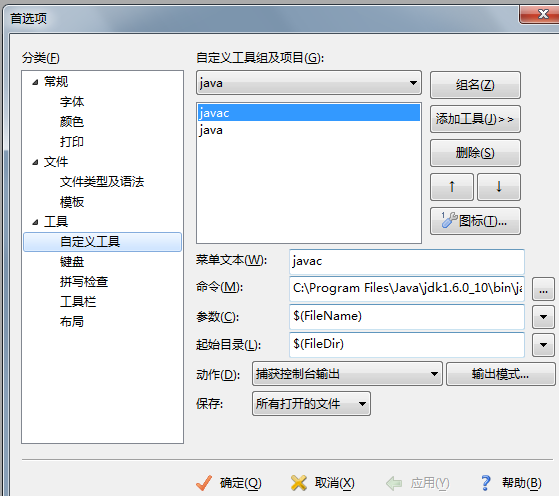 首选项
分类(F)
常规
字体
颜色
打印
文件
文件类型及语法
模板
工具
自定义工具
键盘
拼写检查
工具栏
布局
自定义工具组及项目(G):
java
组名(Z)
javac
java
添加工具(J)>>
删除(S)
↑ ↓
图标(T)...
菜单文本(W): javac
命令(M): C:\Program Files\Java\jdk1.6.0_10\bin\ja ...
参数(C): $(FileName)
起始目录(L): $(FileDir)
动作(D): 捕获控制台输出 输出模式...
保存: 所有打开的文件
确定(O) 取消(X) 应用(Y) 帮助(B)